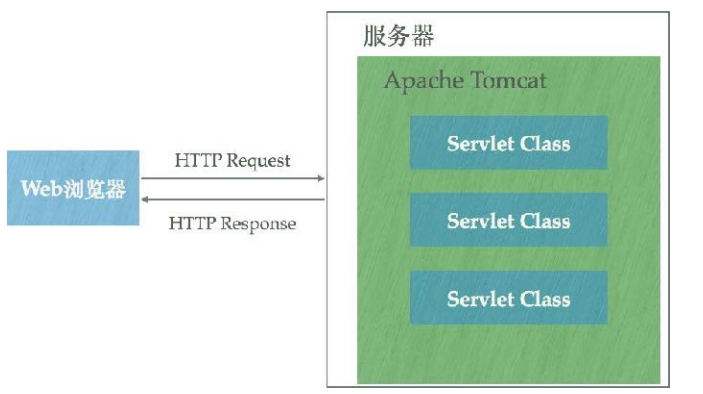 服务器
Apache Tomcat
Servlet Class
HTTP Request
Web浏览器
Servlet Class
HTTP Response
Servlet Class